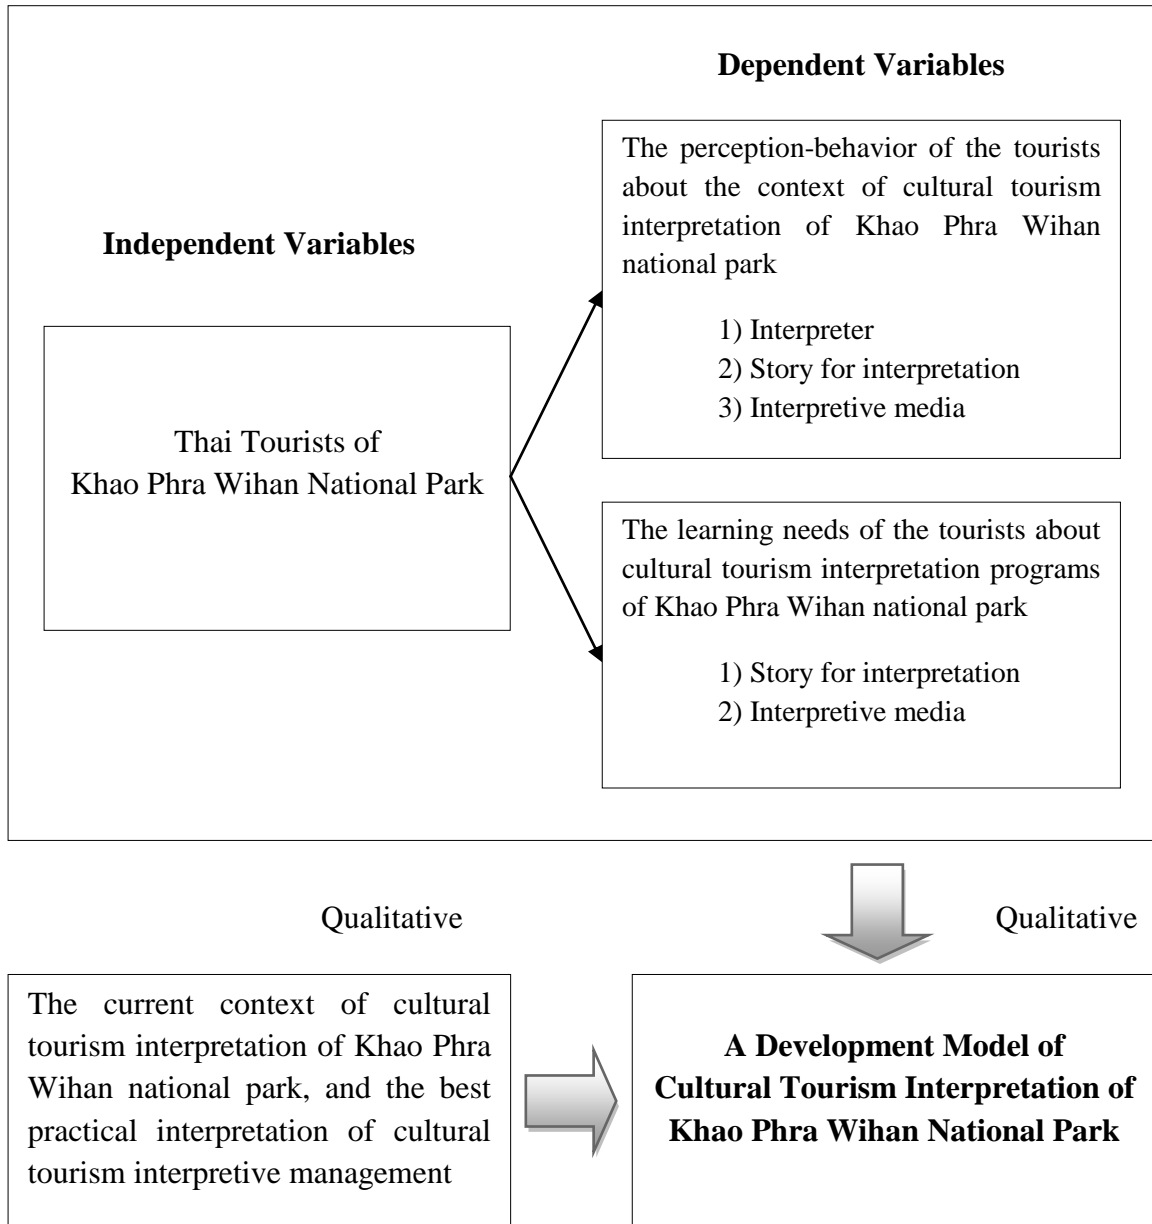 Dependent Variables
The perception-behavior of the tourists
about the context of cultural tourism
interpretation of Khao Phra Wihan
national park
1) Interpreter
2) Story for interpretation
3) Interpretive media
Independent Variables
Thai Tourists of
Khao Phra Wihan National Park
The learning needs of the tourists about
cultural tourism interpretation programs
of Khao Phra Wihan national park
1) Story for interpretation
2) Interpretive media
Qualitative
Qualitative
The current context of cultural
tourism interpretation of Khao Phra
Wihan national park, and the best
practical interpretation of cultural
tourism interpretive management
A Development Model of
Cultural Tourism Interpretation of
Khao Phra Wihan National Park